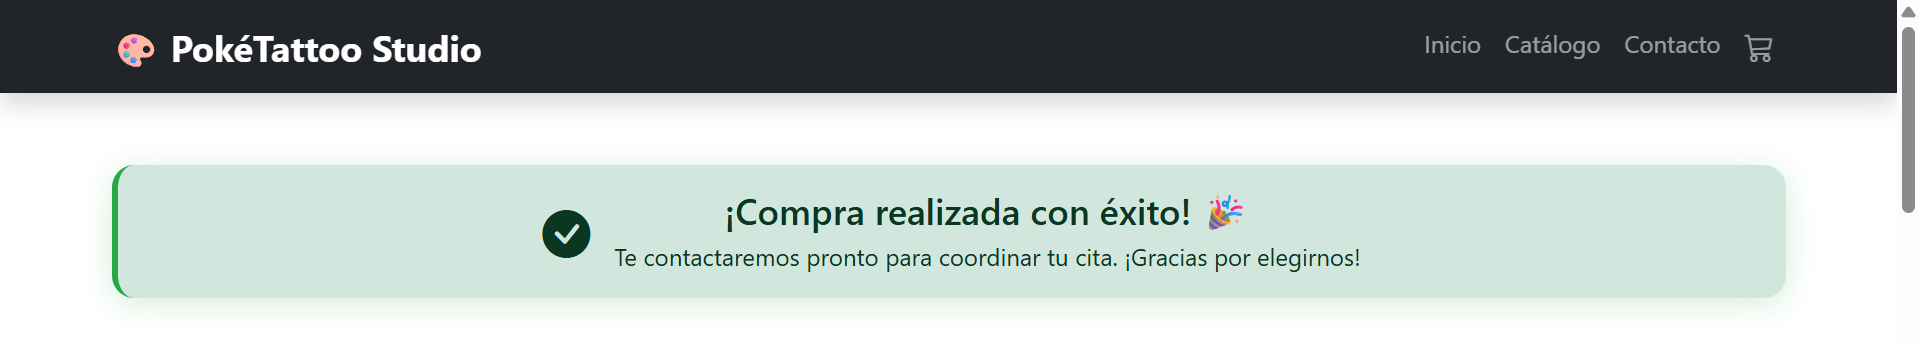 PokéTattoo Studio
Inicio Catálogo Contacto
¡Compra realizada con éxito! 🎉
Te contactaremos pronto para coordinar tu cita. ¡Gracias por elegirnos!